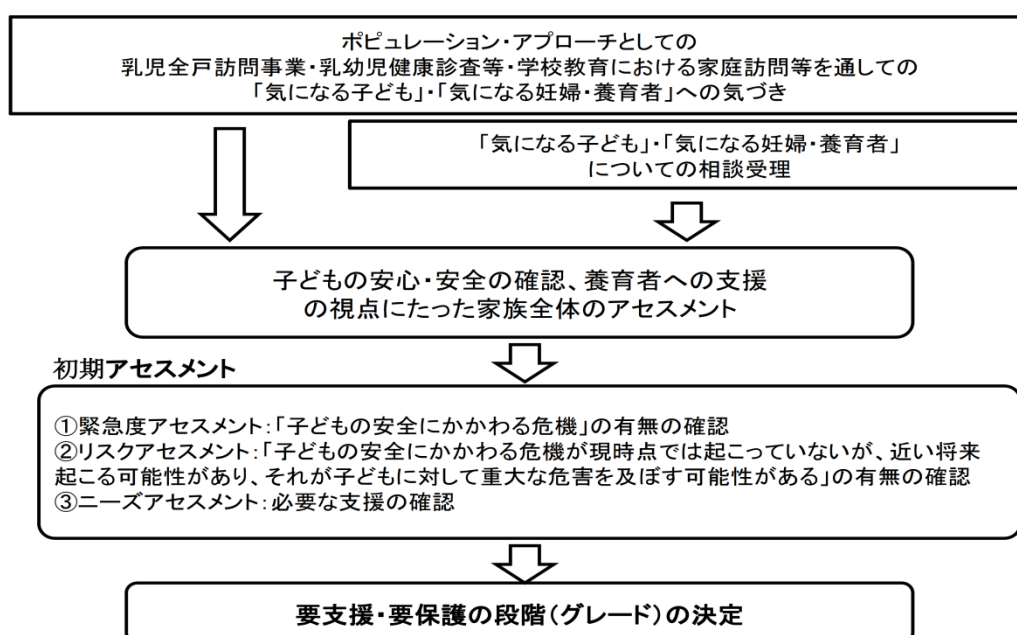 ポピュレーション・アプローチとしての
乳児全戸訪問事業・乳幼児健康診査等・学校教育における家庭訪問等を通しての
「気になる子ども」・「気になる妊婦・養育者」への気づき
「気になる子ども」・「気になる妊婦・養育者」
についての相談受理
子どもの安心・安全の確認、養育者への支援
の視点にたった家族全体のアセスメント
初期アセスメント
①緊急度アセスメント:「子どもの安全にかかわる危機」の有無の確認
②リスクアセスメント:「子どもの安全にかかわる危機が現時点では起こっていないが、近い将来
起こる可能性があり、それが子どもに対して重大な危害を及ぼす可能性がある」の有無の確認
③ニーズアセスメント:必要な支援の確認
要支援・要保護の段階(グレード)の決定